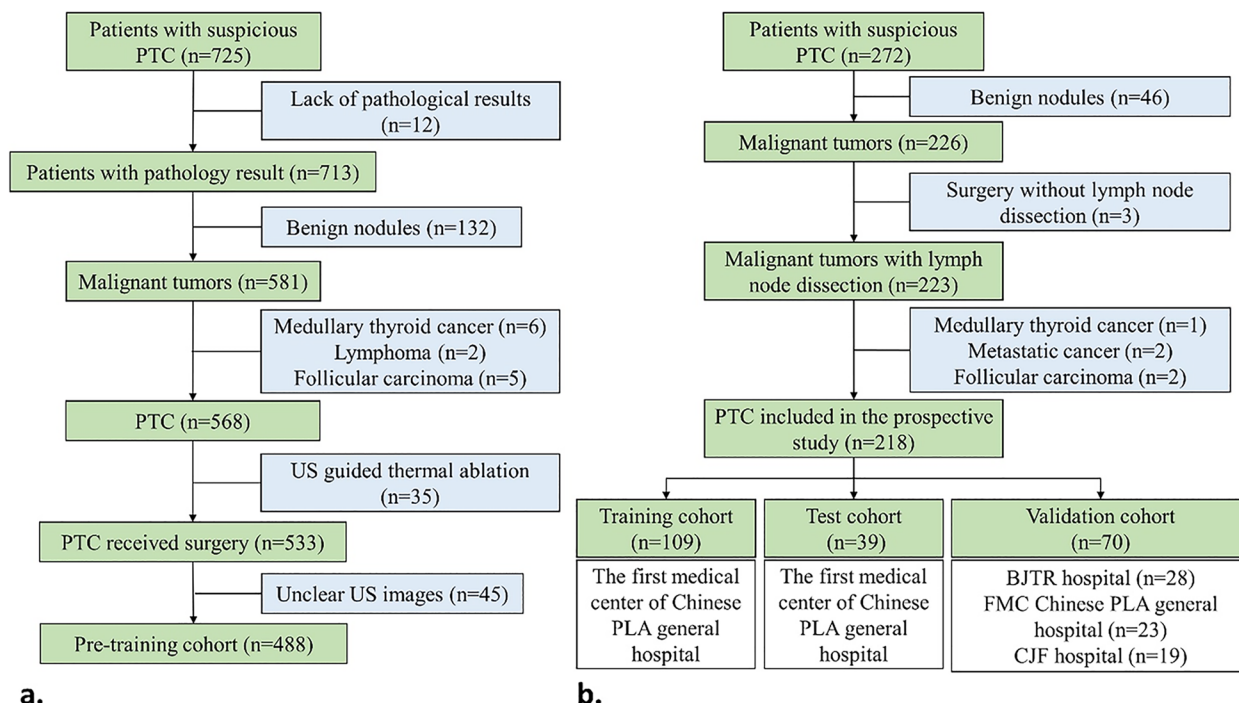 Patients with suspicious
PTC (n=725)
Lack of pathological results
(n=12)
Patients with pathology result (n=713)
Benign nodules (n=132)
Malignant tumors (n=581)
Medullary thyroid cancer (n=6)
Lymphoma (n=2)
Follicular carcinoma (n=5)
PTC (n=568)
US guided thermal ablation
(n=35)
PTC received surgery (n=533)
Unclear US images (n=45)
Pre-training cohort (n=488)
a.
Patients with suspicious
PTC (n=272)
Benign nodules (n=46)
Malignant tumors (n=226)
Surgery without lymph node
dissection (n=3)
Malignant tumors with lymph
node dissection (n=223)
Medullary thyroid cancer (n=1)
Metastatic cancer (n=2)
Follicular carcinoma (n=2)
PTC included in the prospective
study (n=218)
Training cohort
(n=109)
The first medical
center of Chinese
PLA general
hospital
Test cohort
(n=39)
The first medical
center of Chinese
PLA general
hospital
Validation cohort
(n=70)
BJTR hospital (n=28)
FMC Chinese PLA general
hospital (n=23)
CJF hospital (n=19)
b.